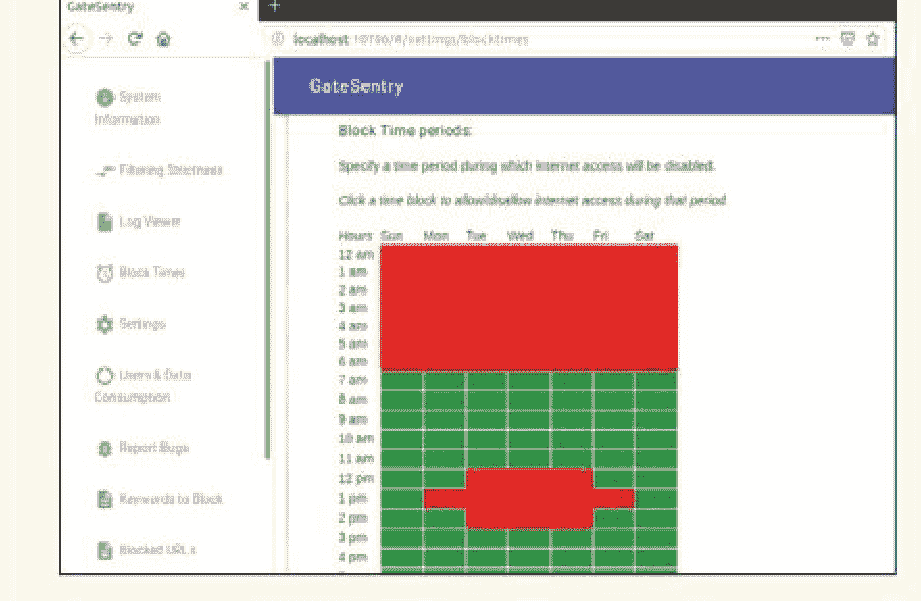 GateSentry
localhost:10786/#/settings/blocktimes
GateSentry
System
Information
Filtering Strictness
Log Viewer
Block Times
Settings
Users & Data
Consumption
Report Bugs
Keywords to Block
Blocked URLs
Block Time periods:
Specify a time period during which internet access will be disabled.
Click a time block to allow/disallow internet access during that period
Hours Sun Mon Tue Wed Thu Fri Sat
12 am
1 am
2 am
3 am
4 am
5 am
6 am
7 am
8 am
9 am
10 am
11 am
12 pm
1 pm
2 pm
3 pm
4 pm